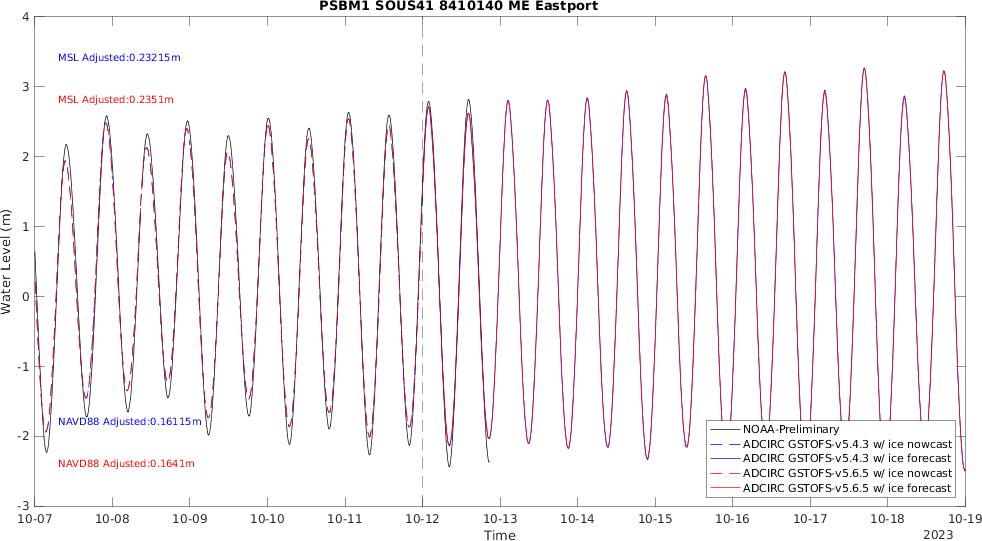 PSBM1 SOUS41 8410140 ME Eastport
4
3
2
1
0
-1
-2
-3
Water Level (m)
MSL Adjusted:0.23215m
MSL Adjusted:0.2351m
NAVD88 Adjusted:0.16115m
NAVD88 Adjusted:0.1641m
NOAA-Preliminary
ADCIRC GSTOFS-v5.4.3 w/ ice nowcast
ADCIRC GSTOFS-v5.4.3 w/ ice forecast
ADCIRC GSTOFS-v5.6.5 w/ ice nowcast
ADCIRC GSTOFS-v5.6.5 w/ ice forecast
10-07 10-08 10-09 10-10 10-11 10-12 10-13 10-14 10-15 10-16 10-17 10-18 10-19
Time
2023